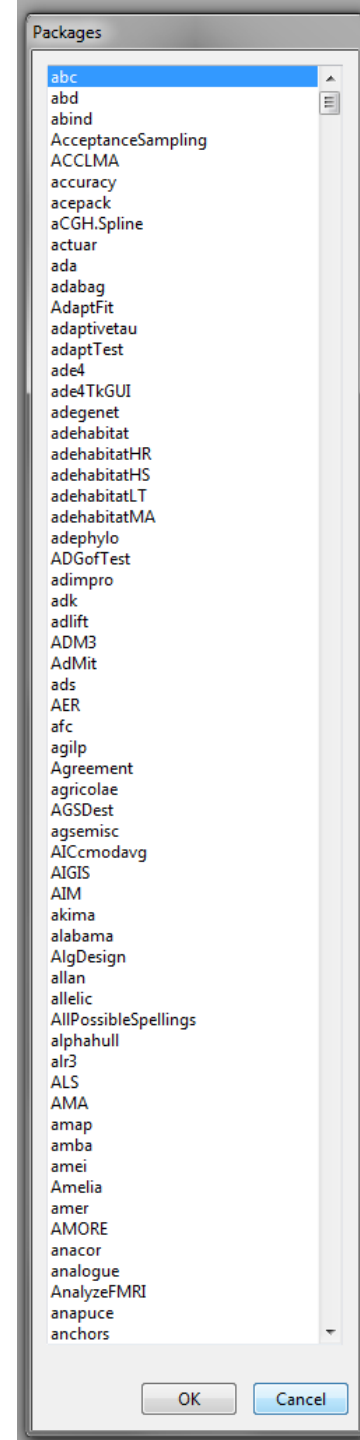 Packages
abc
abd
abind
AcceptanceSampling
ACCLMA
accuracy
acepack
aCGH.Spline
actuar
ada
adabag
AdaptFit
adaptivetau
adaptTest
ade4
ade4TkGUI
adegenet
adehabitat
adehabitatHR
adehabitatHS
adehabitatLT
adehabitatMA
adephylo
ADGofTest
adimpro
adk
adlift
ADM3
AdMit
ads
AER
afc
agilp
Agreement
agricolae
AGSDest
agsemisc
AICcmodavg
AIGIS
AIM
akima
alabama
AlgDesign
allan
allelic
AllPossibleSpellings
alphahull
alr3
ALS
AMA
amap
amba
amei
Amelia
amer
AMORE
anacor
analogue
AnalyzeFMRI
anapuce
anchors
OK Cancel